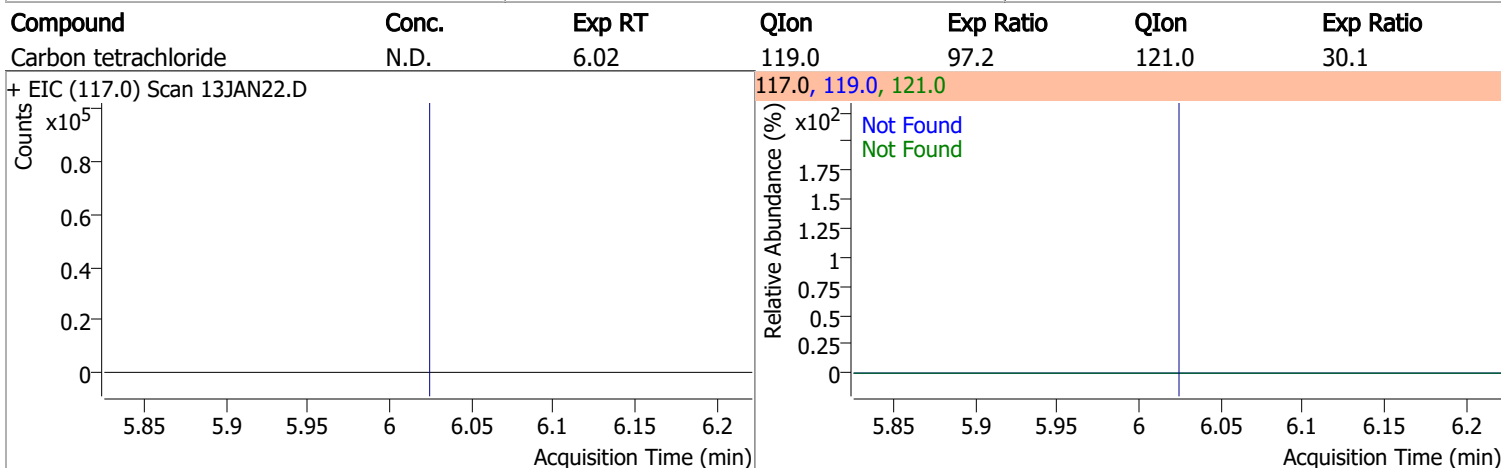 Compound Conc. Exp RT QIon Exp Ratio QIon Exp Ratio
Carbon tetrachloride N.D. 6.02 119.0 97.2 121.0 30.1
+ EIC (117.0) Scan 13JAN22.D
Counts
x10⁵
0.8
0.6
0.4
0.2
0
5.85 5.9 5.95 6 6.05 6.1 6.15 6.2
Acquisition Time (min)
117.0, 119.0, 121.0
Relative Abundance (%)
x10²
Not Found
Not Found
1.75
1.5
1.25
1
0.75
0.5
0.25
0
5.85 5.9 5.95 6 6.05 6.1 6.15 6.2
Acquisition Time (min)